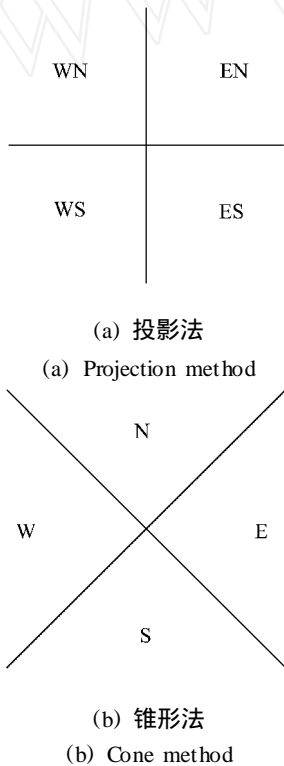 WN EN
WS ES
(a) 投影法
(a) Projection method
N
W E
S
(b) 锥形法
(b) Cone method